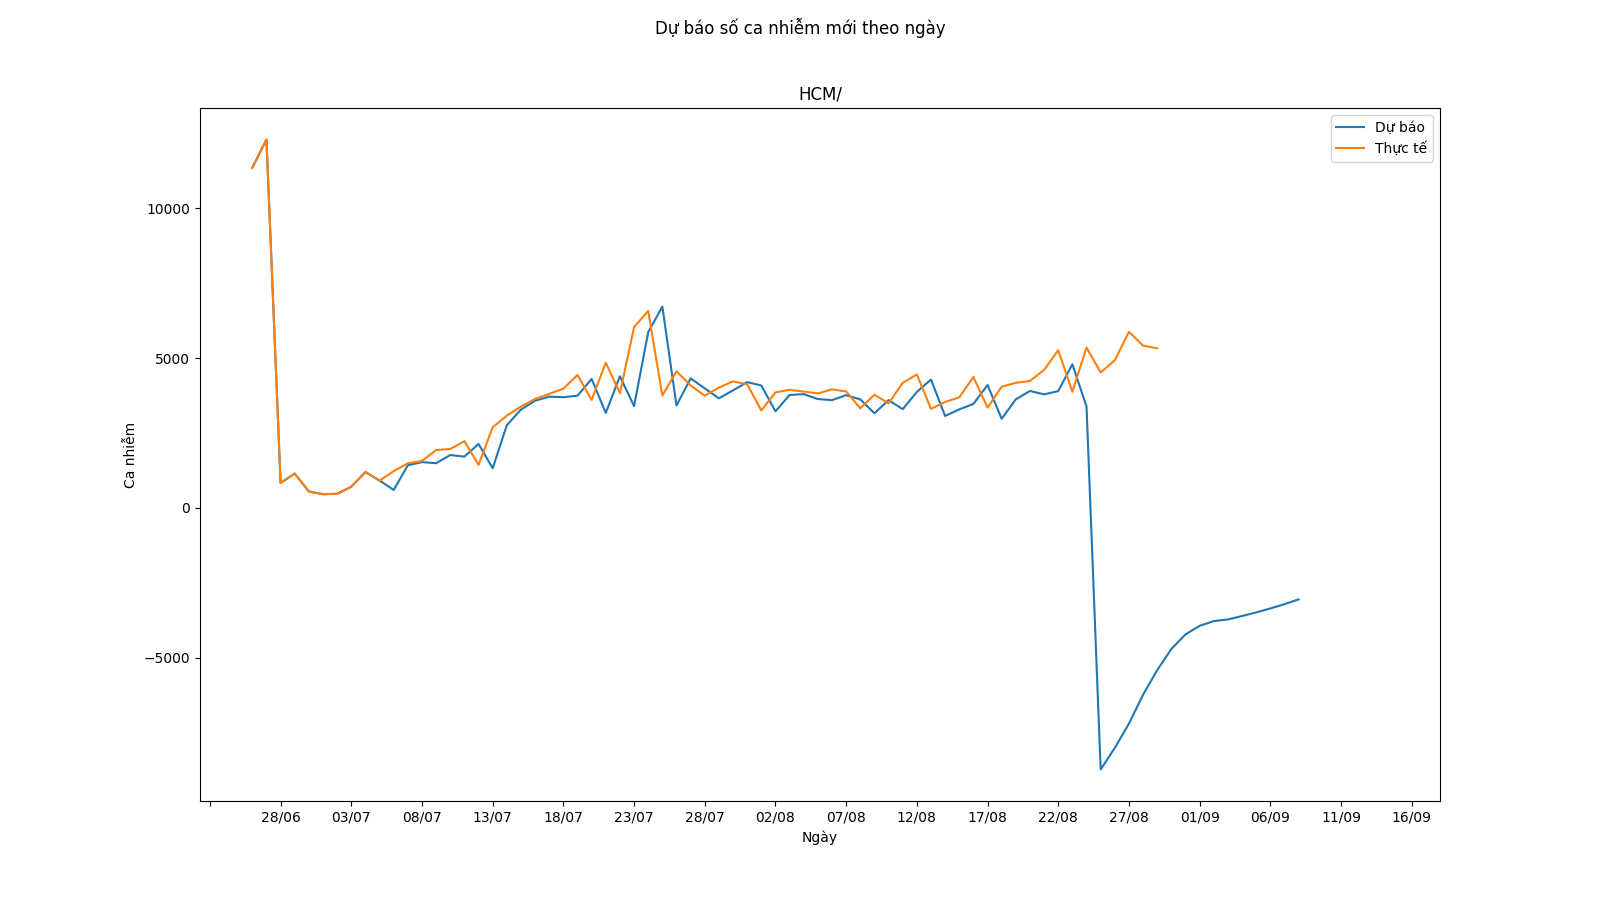 Dự báo số ca nhiễm mới theo ngày
HCM/
Dự báo
Thực tế
10000
5000
0
−5000
Ca nhiễm
28/06 03/07 08/07 13/07 18/07 23/07 28/07 02/08 07/08 12/08 17/08 22/08 27/08 01/09 06/09 11/09 16/09
Ngày